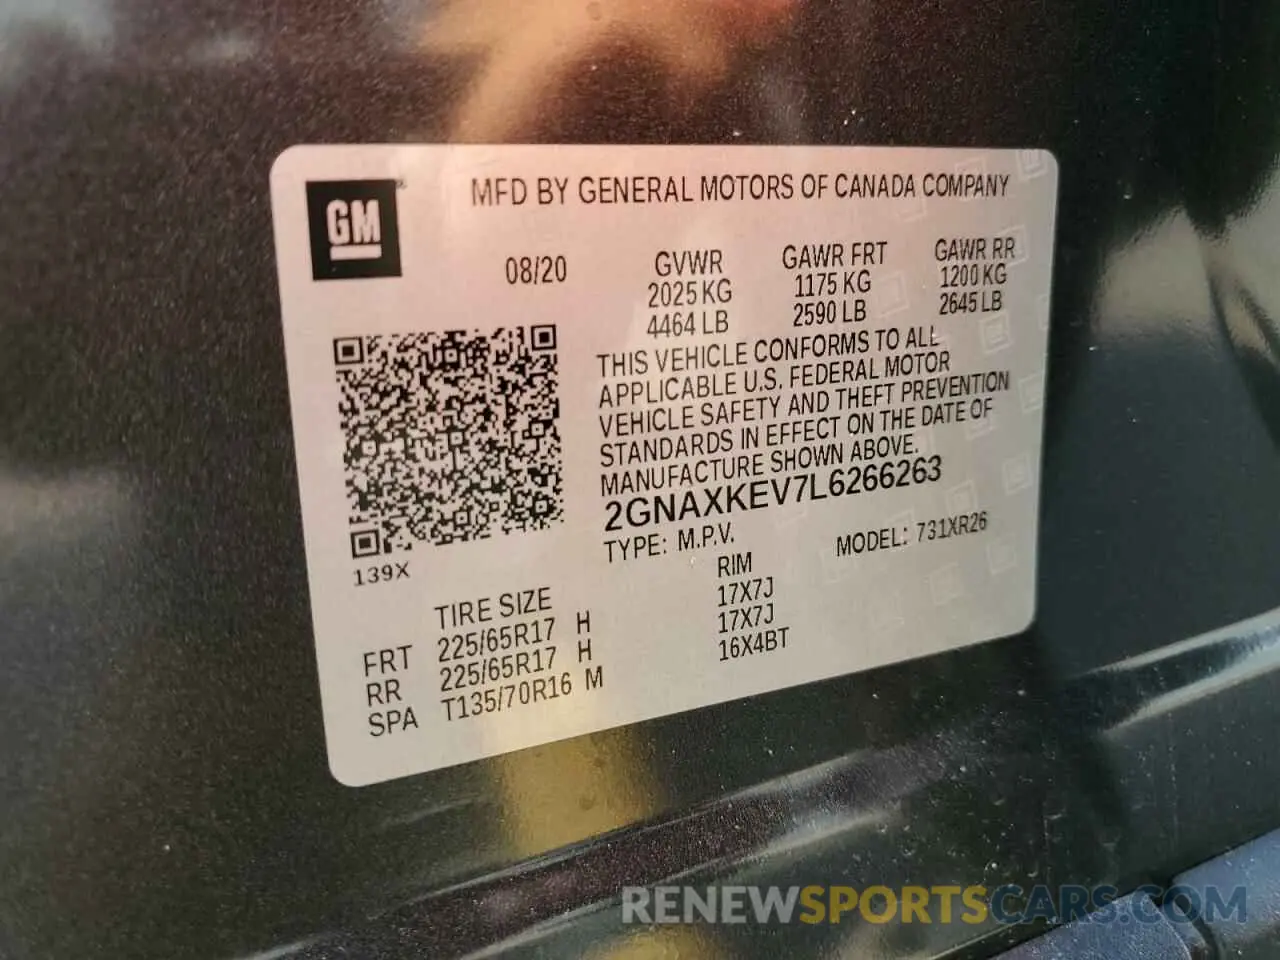 GM
MFD BY GENERAL MOTORS OF CANADA COMPANY
08/20
GVWR
2025 KG
4464 LB
GAWR FRT
1175 KG
2590 LB
GAWR RR
1200 KG
2645 LB
THIS VEHICLE CONFORMS TO ALL
APPLICABLE U.S. FEDERAL MOTOR
VEHICLE SAFETY AND THEFT PREVENTION
STANDARDS IN EFFECT ON THE DATE OF
MANUFACTURE SHOWN ABOVE.
2GNAXKEV7L6266263
TYPE: M.P.V. MODEL: 731XR26
139X
TIRE SIZE RIM
FRT 225/65R17 H 17X7J
RR 225/65R17 H 17X7J
SPA T135/70R16 M 16X4BT
RENEWSPORTSCARS.COM